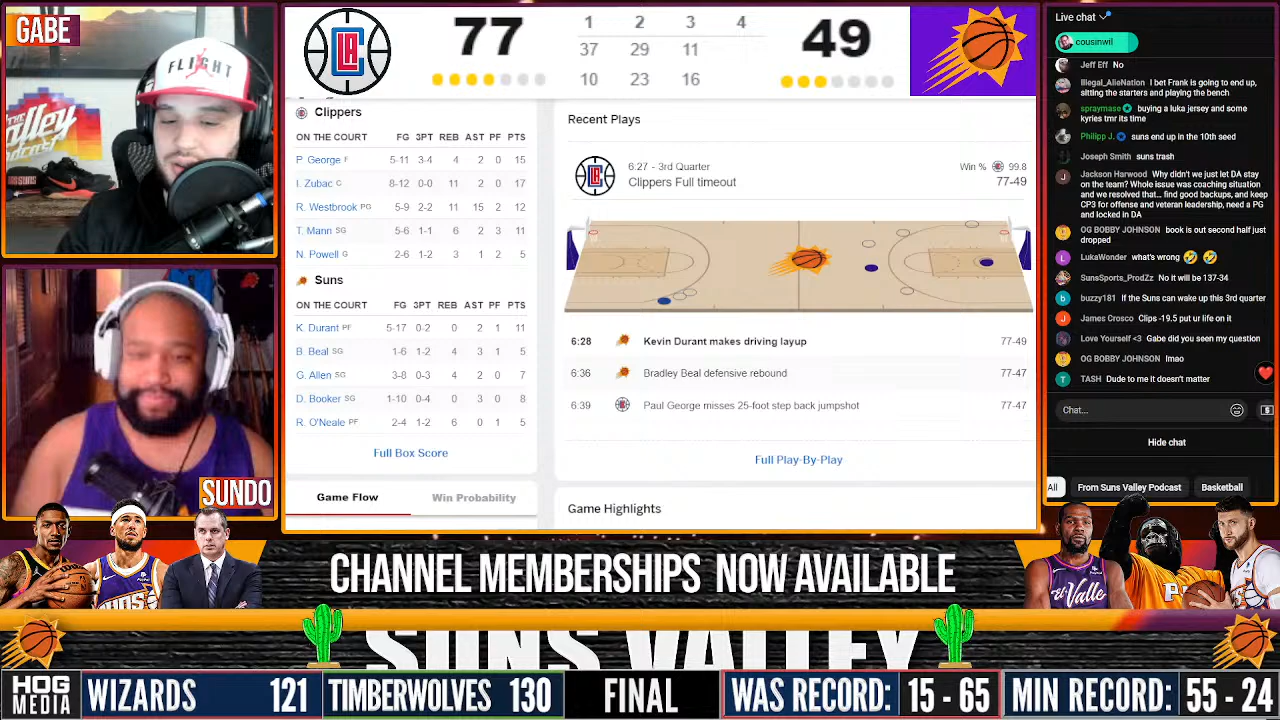 GABE
FLIGHT
The
Valley
PODCAST
SUNDO
LA
77
1 2 3 4
37 29 11
10 23 16
49
Clippers
ON THE COURT FG 3PT REB AST PF PTS
P. George F 5-11 3-4 4 2 0 15
I. Zubac C 8-12 0-0 11 2 0 17
R. Westbrook PG 5-9 2-2 11 15 2 12
T. Mann SG 5-6 1-1 6 2 3 11
N. Powell G 2-6 1-2 3 1 2 5
Suns
ON THE COURT FG 3PT REB AST PF PTS
K. Durant PF 5-17 0-2 0 2 1 11
B. Beal SG 1-6 1-2 4 3 1 5
G. Allen SG 3-8 0-3 4 2 0 7
D. Booker SG 1-10 0-4 0 3 0 8
R. O'Neale PF 2-4 1-2 6 0 1 5
Full Box Score
Game Flow Win Probability
Recent Plays
6:27 - 3rd Quarter
Clippers Full timeout
Win % 99.8
77-49
6:28 Kevin Durant makes driving layup 77-49
6:36 Bradley Beal defensive rebound 77-47
6:39 Paul George misses 25-foot step back jumpshot 77-47
Full Play-By-Play
Game Highlights
Live chat
cousinwil
Jeff Eff No
Illegal_AlieNation I bet Frank is going to end up,
sitting the starters and playing the bench
spraymase buying a luka jersey and some
kyries tmr its time
Philipp J. suns end up in the 10th seed
Joseph Smith suns trash
Jackson Harwood Why didn't we just let DA stay
on the team? Whole issue was coaching situation
and we resolved that... find good backups, and keep
CP3 for offense and veteran leadership, need a PG
and locked in DA
OG BOBBY JOHNSON book is out second half just
dropped
LukaWonder what's wrong 🤣 🤣
SunsSports_ProdZz No it will be 137-34
buzzy181 If the Suns can wake up this 3rd quarter
James Crosco Clips -19.5 put ur life on it
Love Yourself <3 Gabe did you seen my question
OG BOBBY JOHNSON lmao
TASH Dude to me it doesn't matter
Chat...
Hide chat
All From Suns Valley Podcast Basketball
CHANNEL MEMBERSHIPS NOW AVAILABLE
SUNS VALLEY
HOG
MEDIA
WIZARDS 121 TIMBERWOLVES 130 FINAL WAS RECORD: 15 - 65 MIN RECORD: 55 - 24